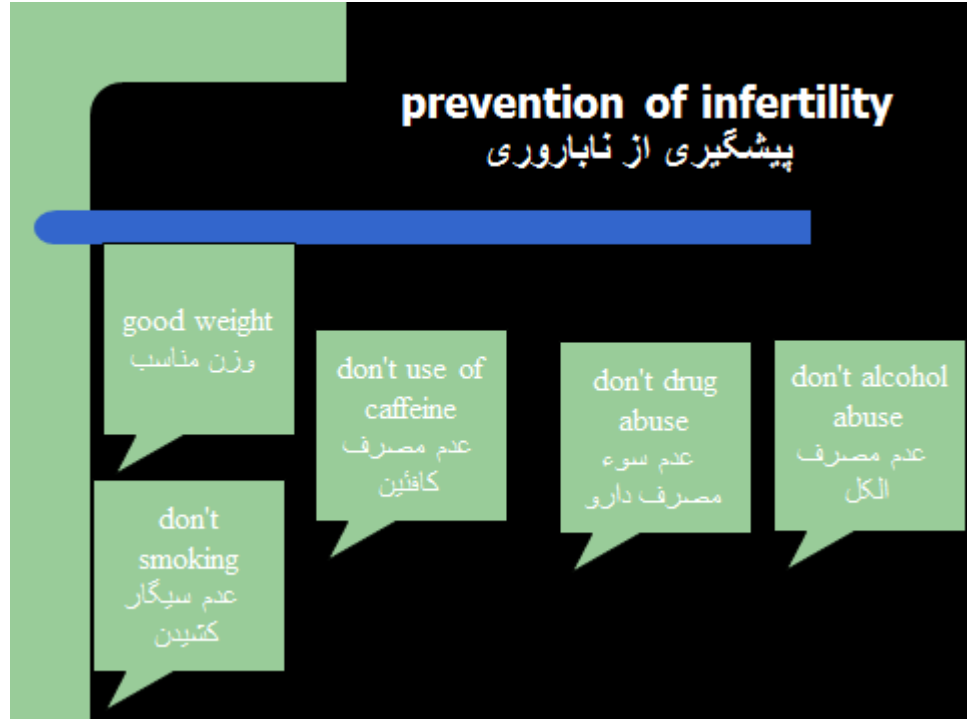 prevention of infertility
پیشگیری از ناباروری
good weight
وزن مناسب
don't use of
caffeine
عدم مصرف
کافئین
don't drug
abuse
عدم سوء
مصرف دارو
don't alcohol
abuse
عدم مصرف
الکل
don't
smoking
عدم سیگار
کشیدن